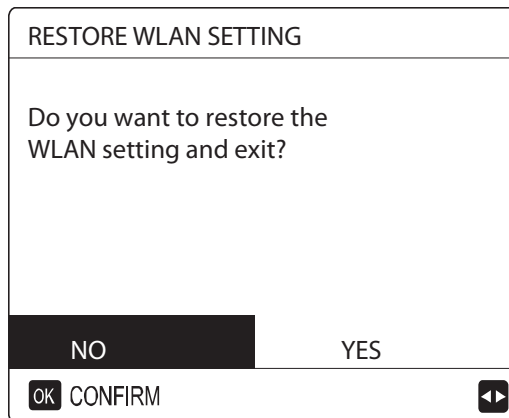 RESTORE WLAN SETTING
Do you want to restore the
WLAN setting and exit?
NO YES
OK CONFIRM